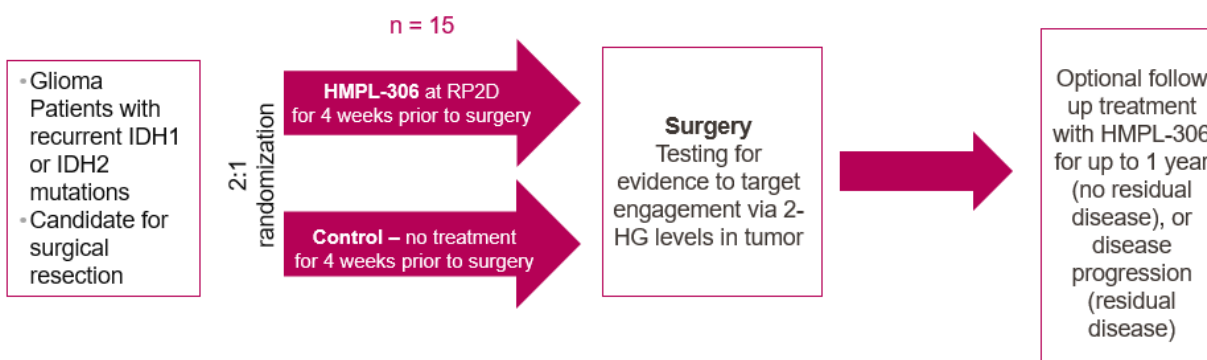 n = 15
•Glioma
Patients with
recurrent IDH1
or IDH2
mutations
•Candidate for
surgical
resection
2:1
randomization
HMPL-306 at RP2D
for 4 weeks prior to surgery
Control – no treatment
for 4 weeks prior to surgery
Surgery
Testing for
evidence to target
engagement via 2-
HG levels in tumor
Optional follow
up treatment
with HMPL-306
for up to 1 year
(no residual
disease), or
disease
progression
(residual
disease)